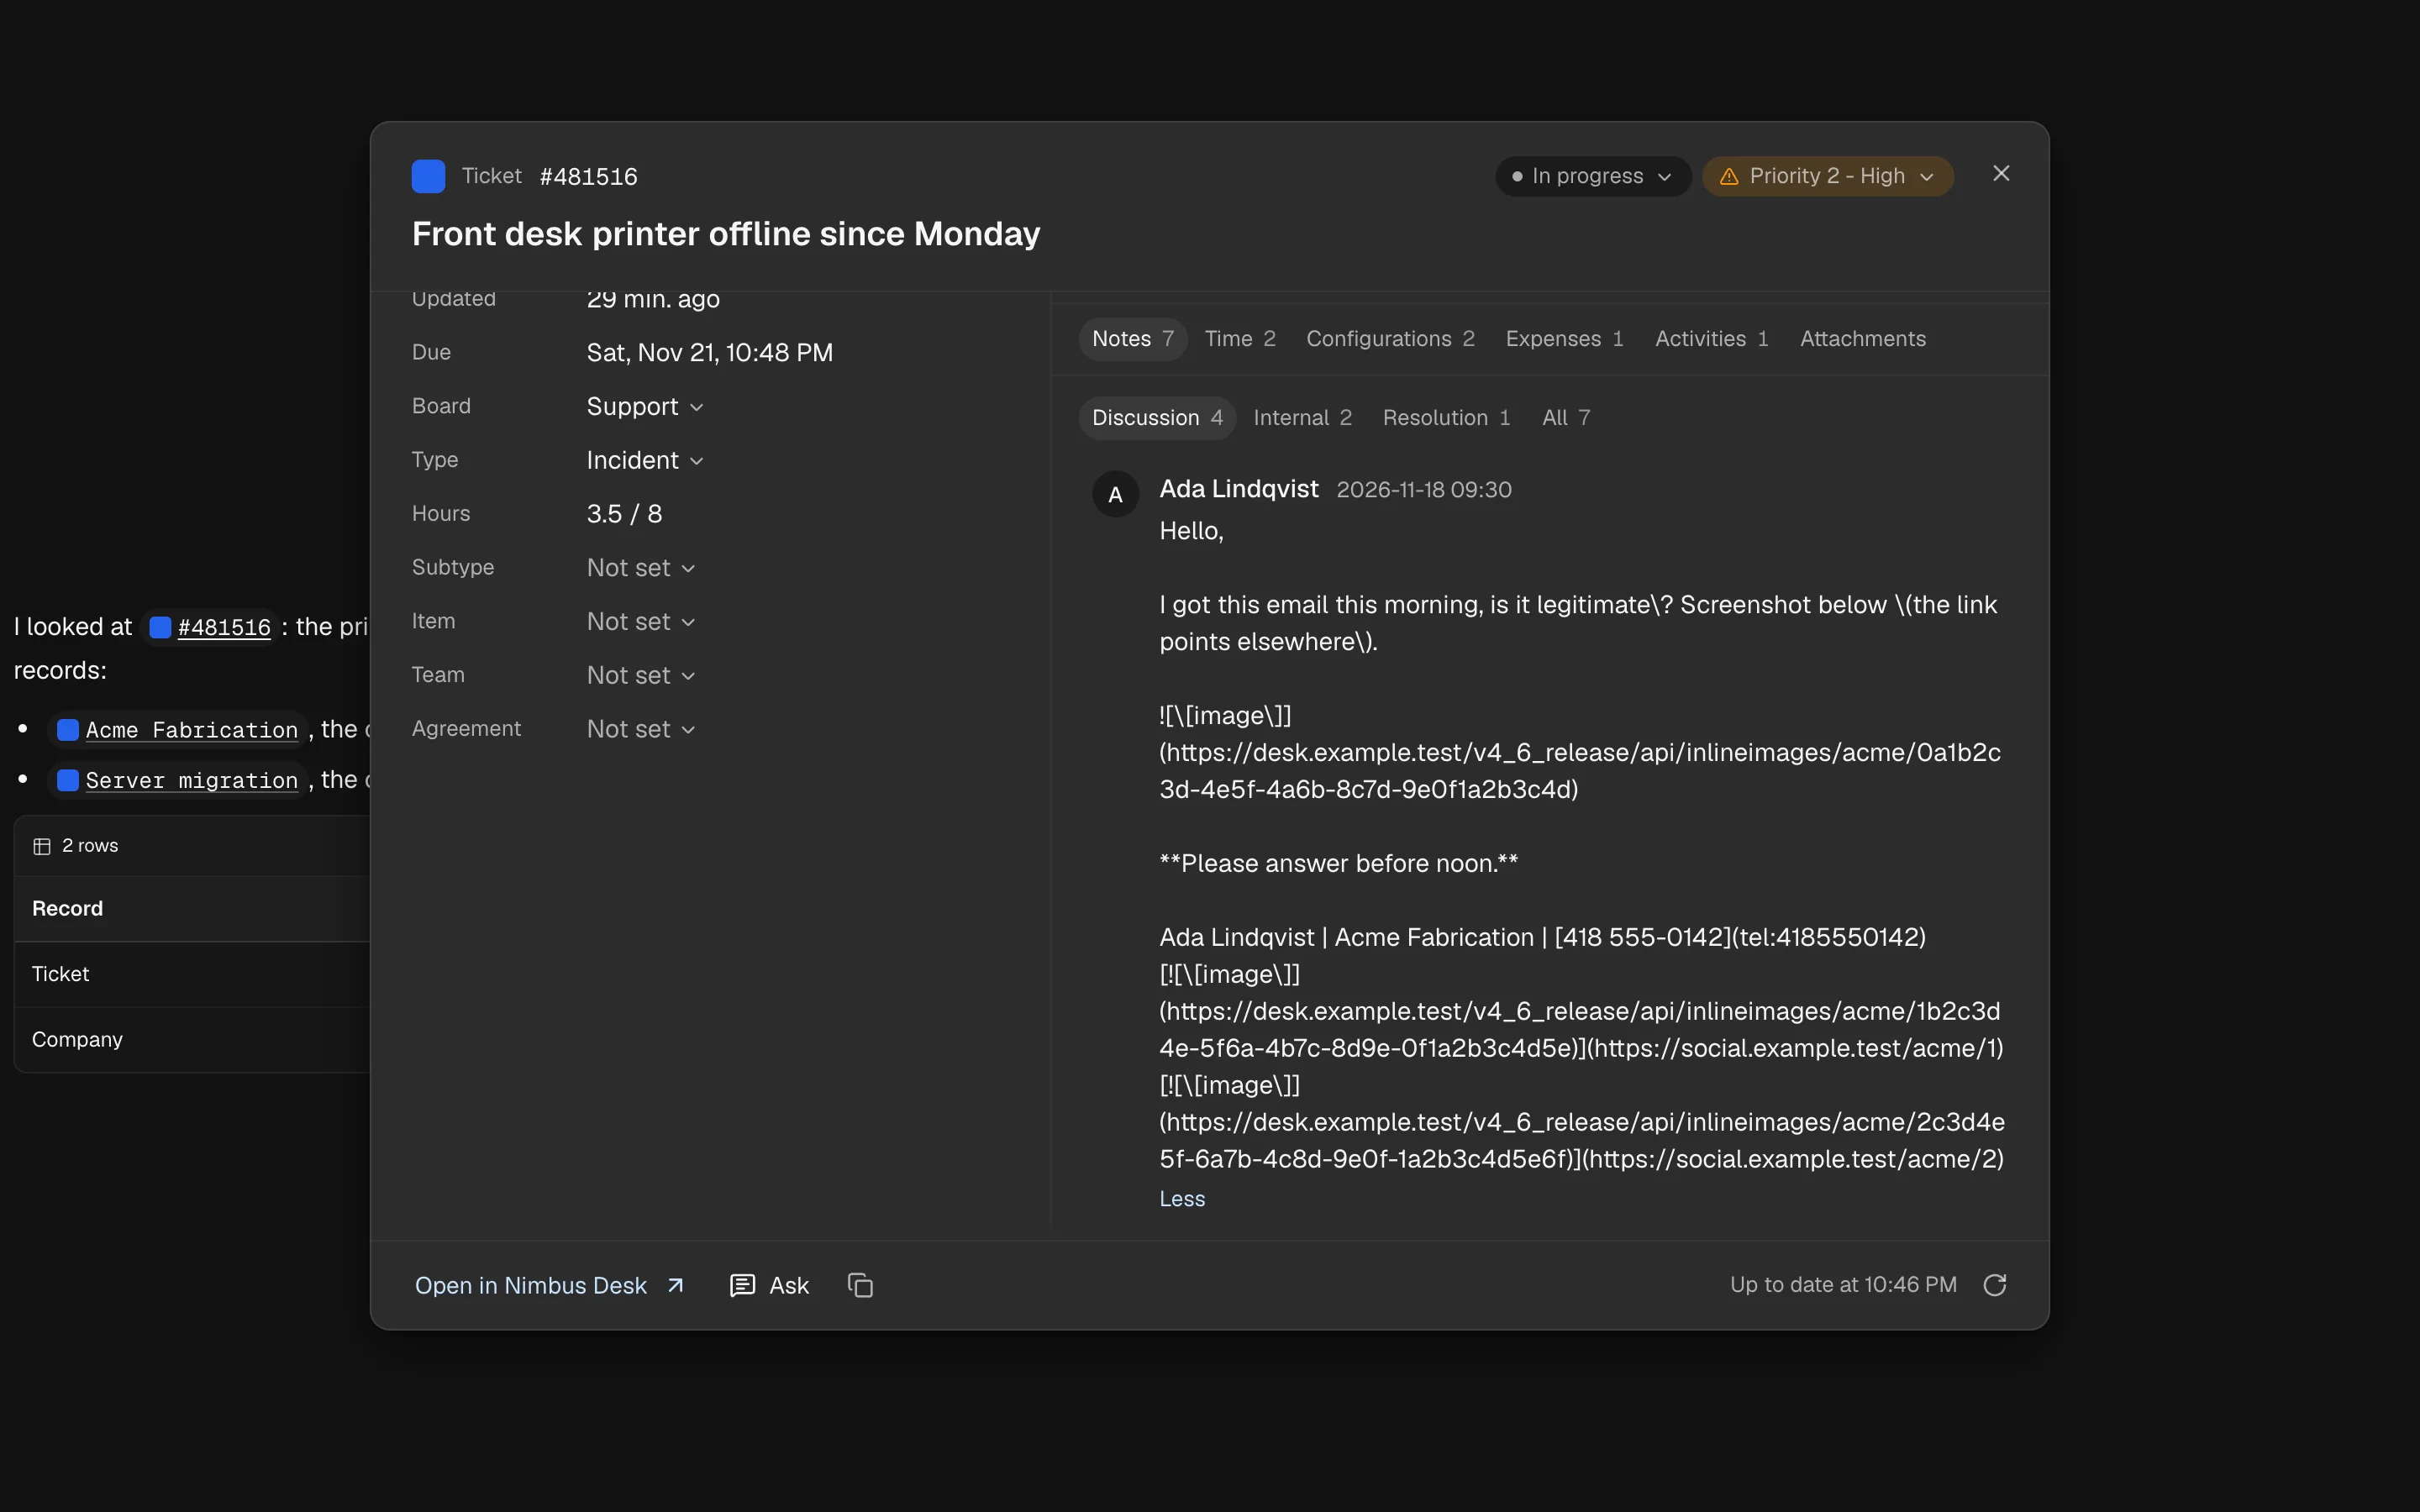 Ticket #481516
In progress
Priority 2 - High
Front desk printer offline since Monday
Updated 29 min. ago
Due Sat, Nov 21, 10:48 PM
Board Support
Type Incident
Hours 3.5 / 8
Subtype Not set
Item Not set
Team Not set
Agreement Not set
Notes 7 Time 2 Configurations 2 Expenses 1 Activities 1 Attachments
Discussion 4 Internal 2 Resolution 1 All 7
A
Ada Lindqvist 2026-11-18 09:30
Hello,
I got this email this morning, is it legitimate\? Screenshot below \(the link
points elsewhere\).
![\[image\]]
(https://desk.example.test/v4_6_release/api/inlineimages/acme/0a1b2c
3d-4e5f-4a6b-8c7d-9e0f1a2b3c4d)
**Please answer before noon.**
Ada Lindqvist | Acme Fabrication | [418 555-0142](tel:4185550142)
[![\[image\]]
(https://desk.example.test/v4_6_release/api/inlineimages/acme/1b2c3d
4e-5f6a-4b7c-8d9e-0f1a2b3c4d5e)](https://social.example.test/acme/1)
[![\[image\]]
(https://desk.example.test/v4_6_release/api/inlineimages/acme/2c3d4e
5f-6a7b-4c8d-9e0f-1a2b3c4d5e6f)](https://social.example.test/acme/2)
Less
Open in Nimbus Desk
Ask
Up to date at 10:46 PM
I looked at #481516 : the pri
records:
Acme Fabrication , the
Server migration , the
2 rows
Record
Ticket
Company